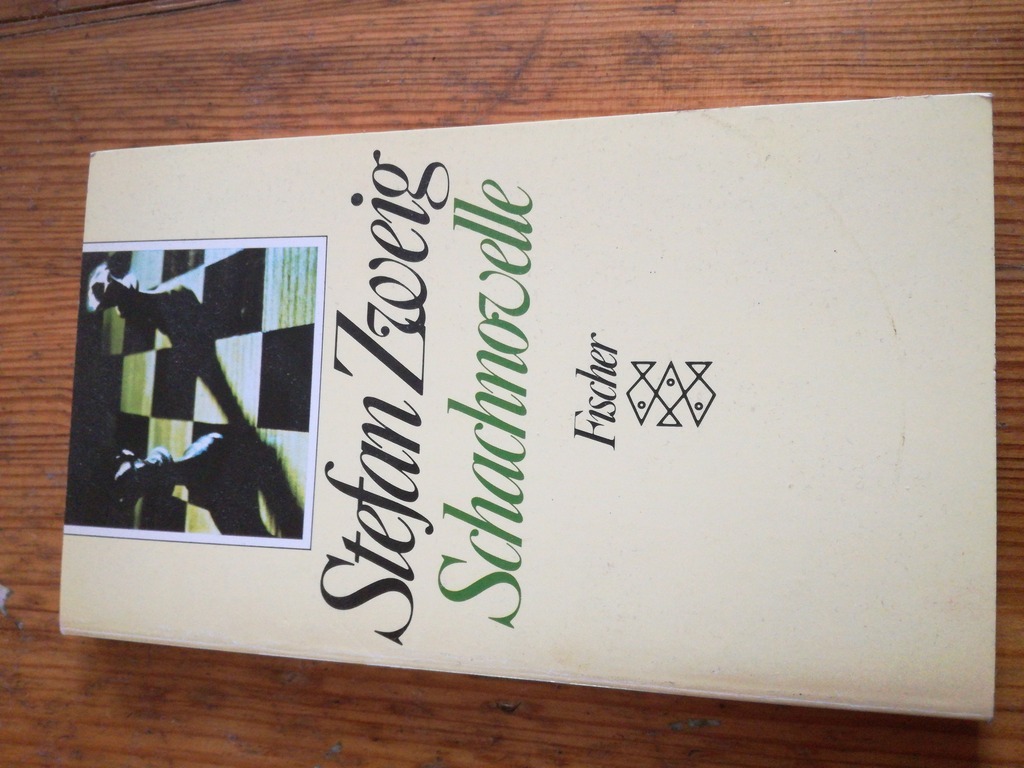 Stefan Zweig
Schachnovelle
Fischer